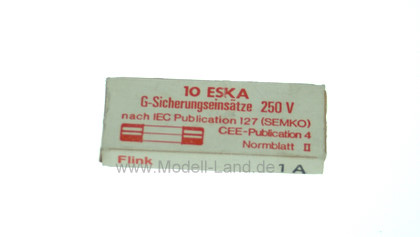 10 ESKA
G-Sicherungseinsätze 250 V
nach IEC Publication 127 (SEMKO)
CEE-Publication 4
Normblatt II
Flink
1 A
www.Modell-Land.de